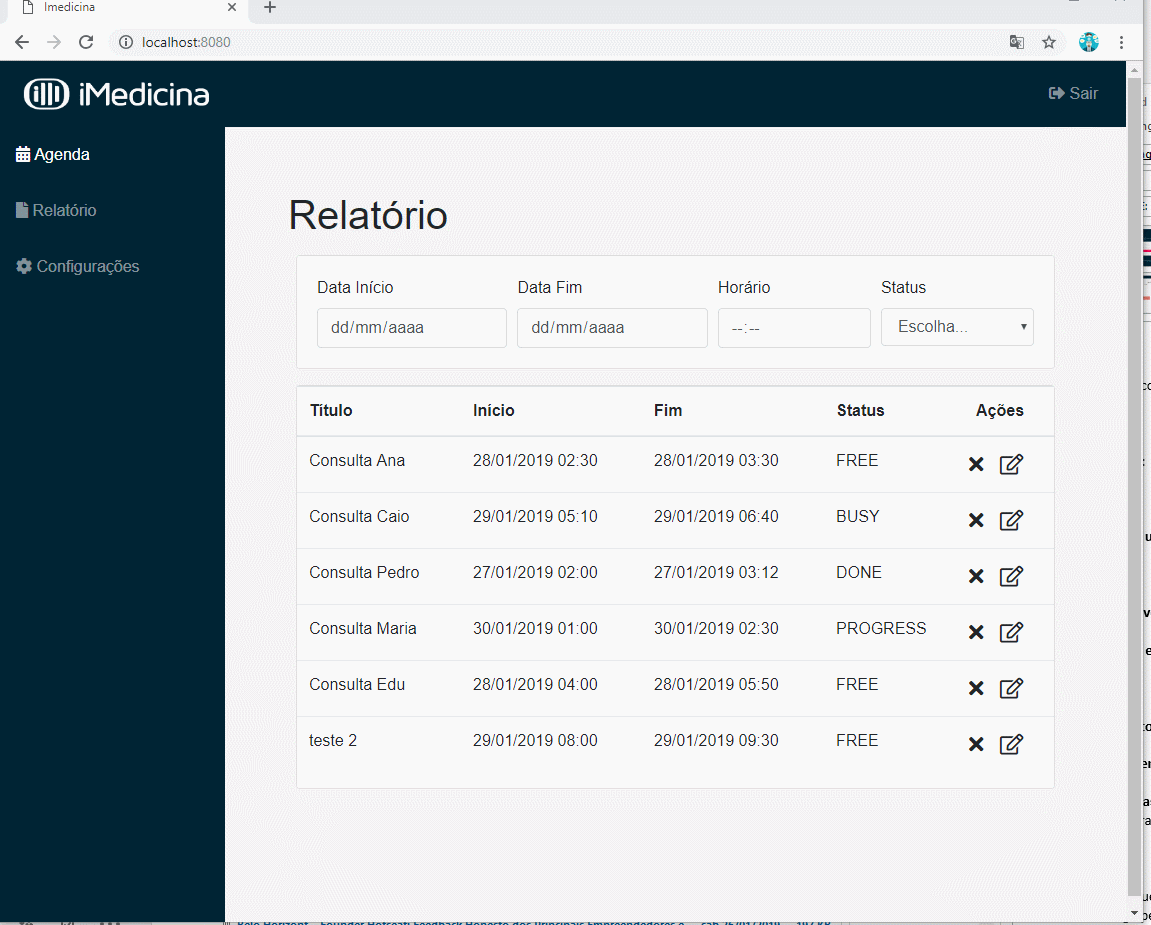 Imedicina
localhost:8080
iMedicina
Sair
Agenda
Relatório
Configurações
Relatório
Data Início Data Fim Horário Status
dd/mm/aaaa dd/mm/aaaa --:-- Escolha...
Título Início Fim Status Ações
Consulta Ana 28/01/2019 02:30 28/01/2019 03:30 FREE
Consulta Caio 29/01/2019 05:10 29/01/2019 06:40 BUSY
Consulta Pedro 27/01/2019 02:00 27/01/2019 03:12 DONE
Consulta Maria 30/01/2019 01:00 30/01/2019 02:30 PROGRESS
Consulta Edu 28/01/2019 04:00 28/01/2019 05:50 FREE
teste 2 29/01/2019 08:00 29/01/2019 09:30 FREE